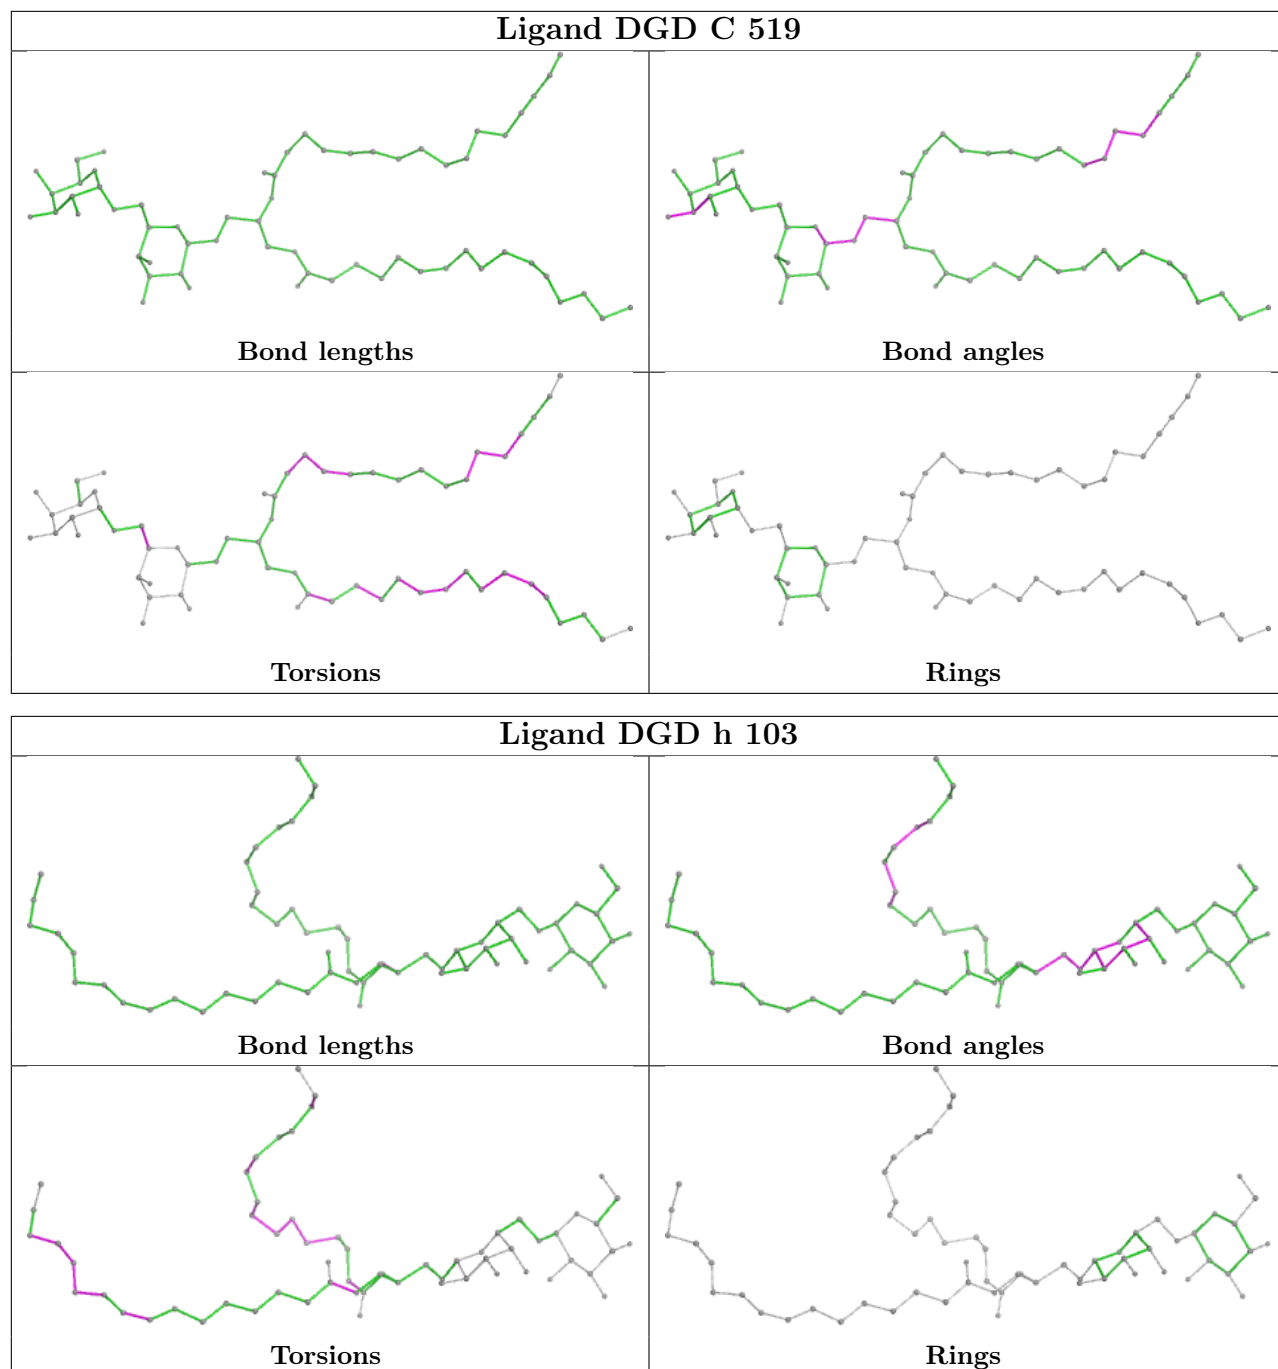 Ligand DGD C 519
Bond lengths
Bond angles
Torsions
Rings
Ligand DGD h 103
Bond lengths
Bond angles
Torsions
Rings